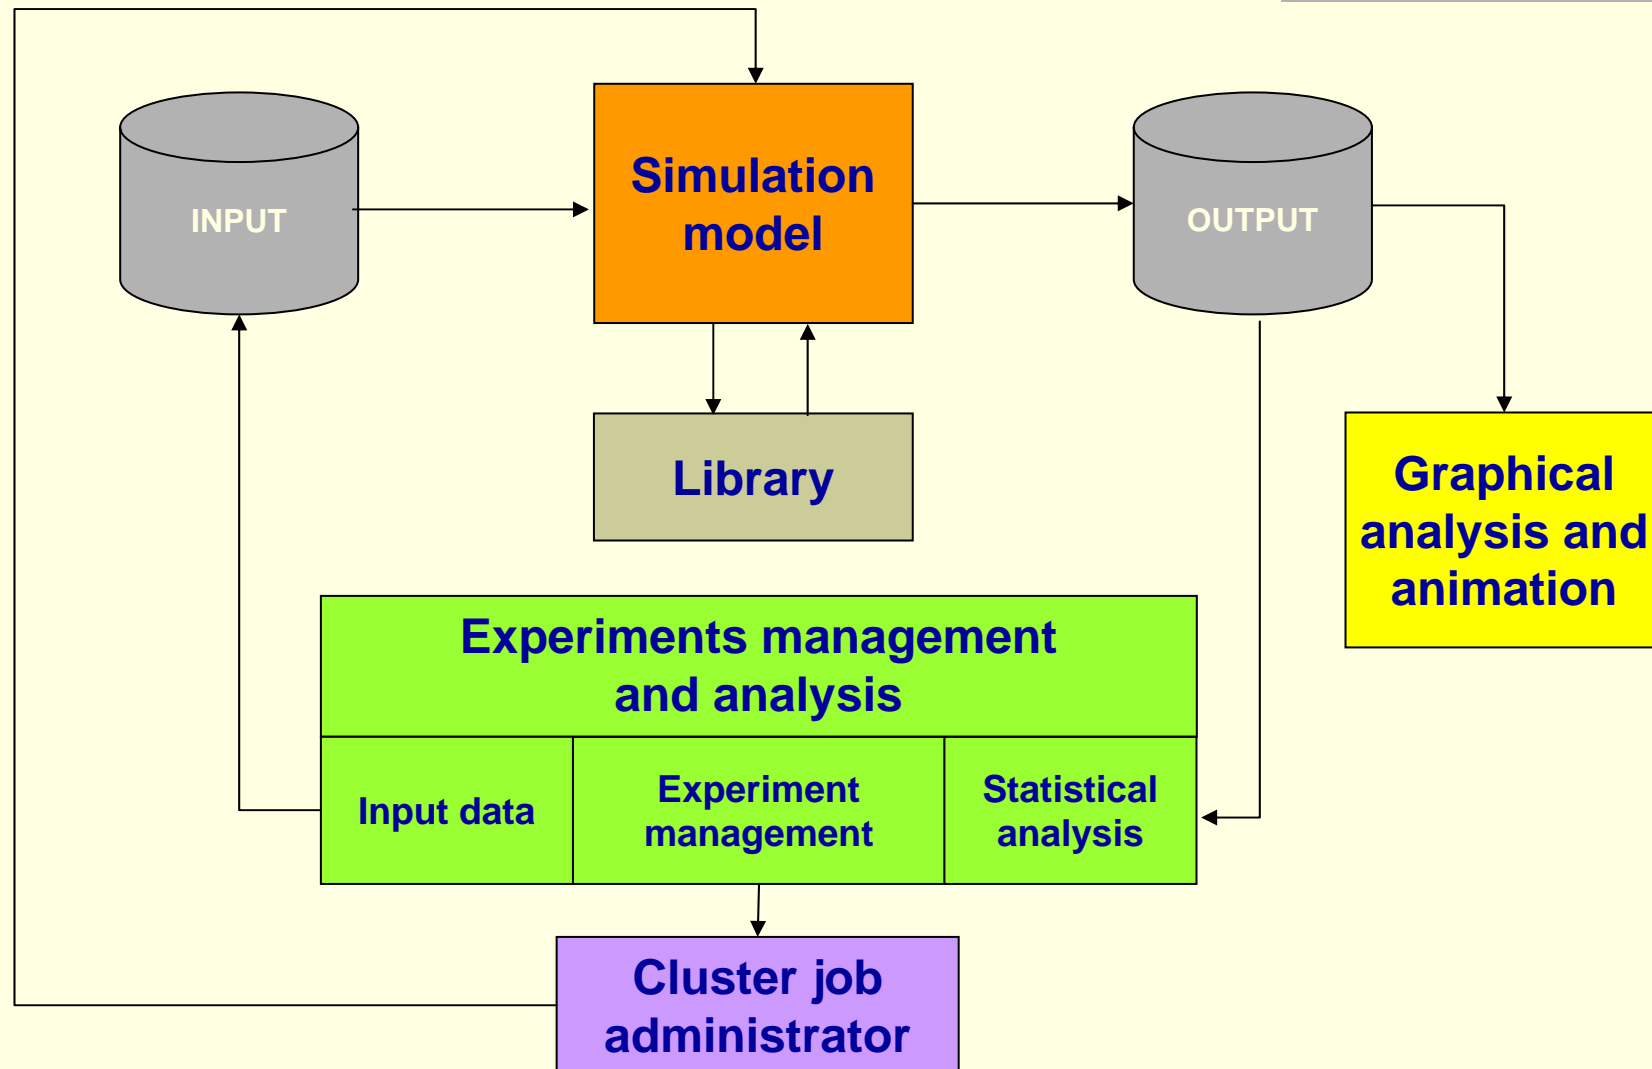 Simulation
model
INPUT
OUTPUT
Library
Graphical
analysis and
animation
Experiments management
and analysis
Input data
Experiment
management
Statistical
analysis
Cluster job
administrator